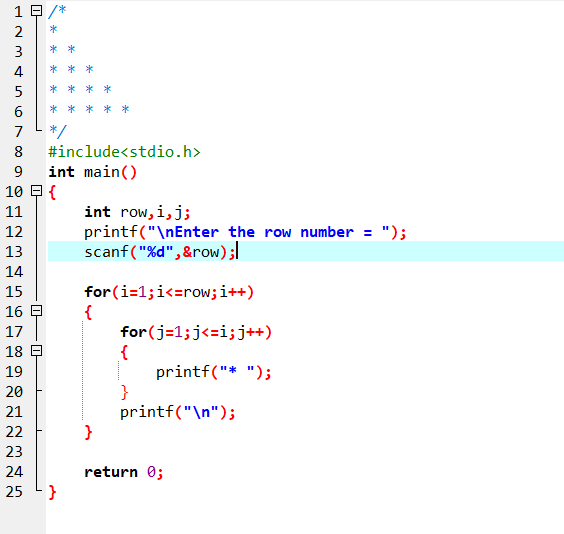 1 /*
2 *
3 * *
4 * * *
5 * * * *
6 * * * * *
7 */
8 #include<stdio.h>
9 int main()
10 {
11     int row,i,j;
12     printf("\nEnter the row number = ");
13     scanf("%d",&row);
14
15     for(i=1;i<=row;i++)
16     {
17         for(j=1;j<=i;j++)
18         {
19             printf("* ");
20         }
21         printf("\n");
22     }
23
24     return 0;
25 }